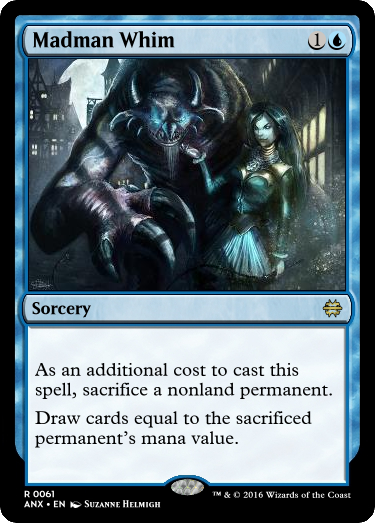 Madman Whim 1
Sorcery
As an additional cost to cast this
spell, sacrifice a nonland permanent.
Draw cards equal to the sacrificed
permanent's mana value.
R 0061
ANX • EN Suzanne Helmigh
™ & © 2016 Wizards of the Coast